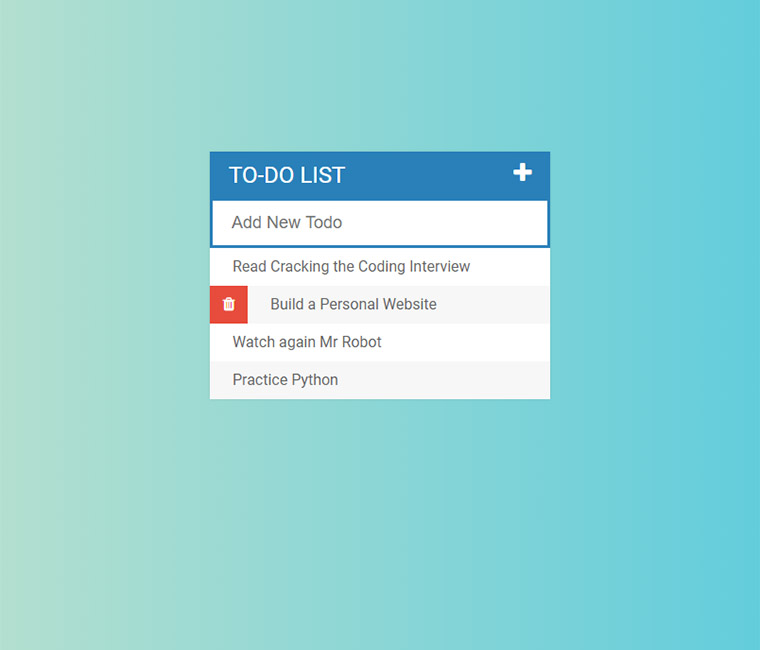 TO-DO LIST
Add New Todo
Read Cracking the Coding Interview
Build a Personal Website
Watch again Mr Robot
Practice Python